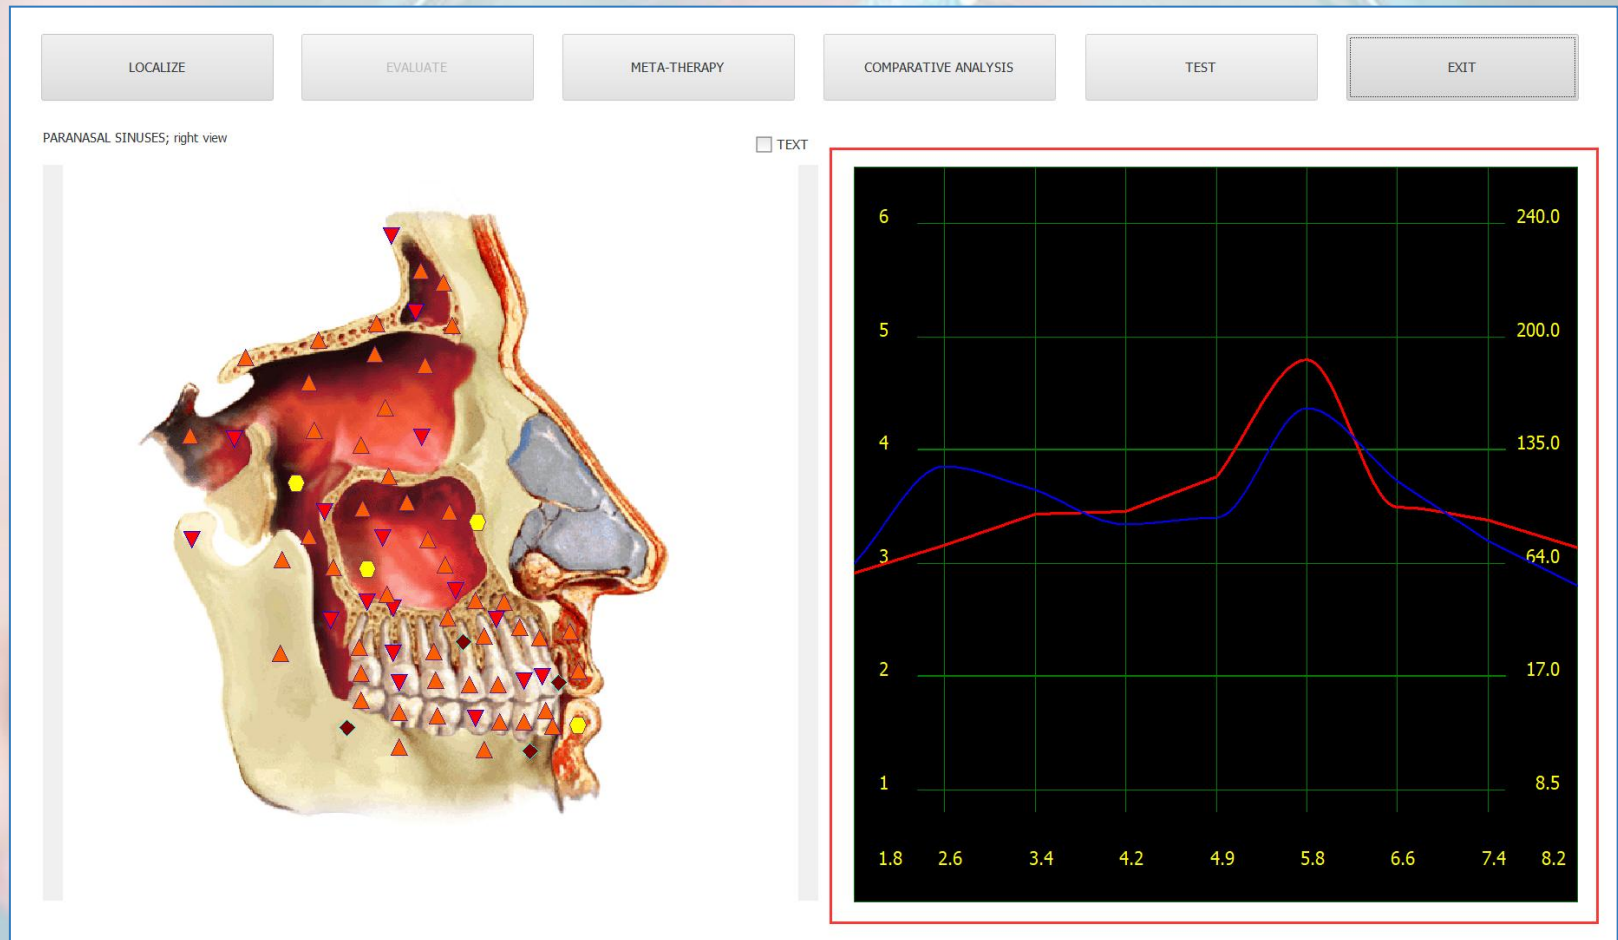 LOCALIZE EVALUATE META-THERAPY COMPARATIVE ANALYSIS TEST EXIT
PARANASAL SINUSES; right view
TEXT
6 240.0
5 200.0
4 135.0
3 64.0
2 17.0
1 8.5
1.8 2.6 3.4 4.2 4.9 5.8 6.6 7.4 8.2